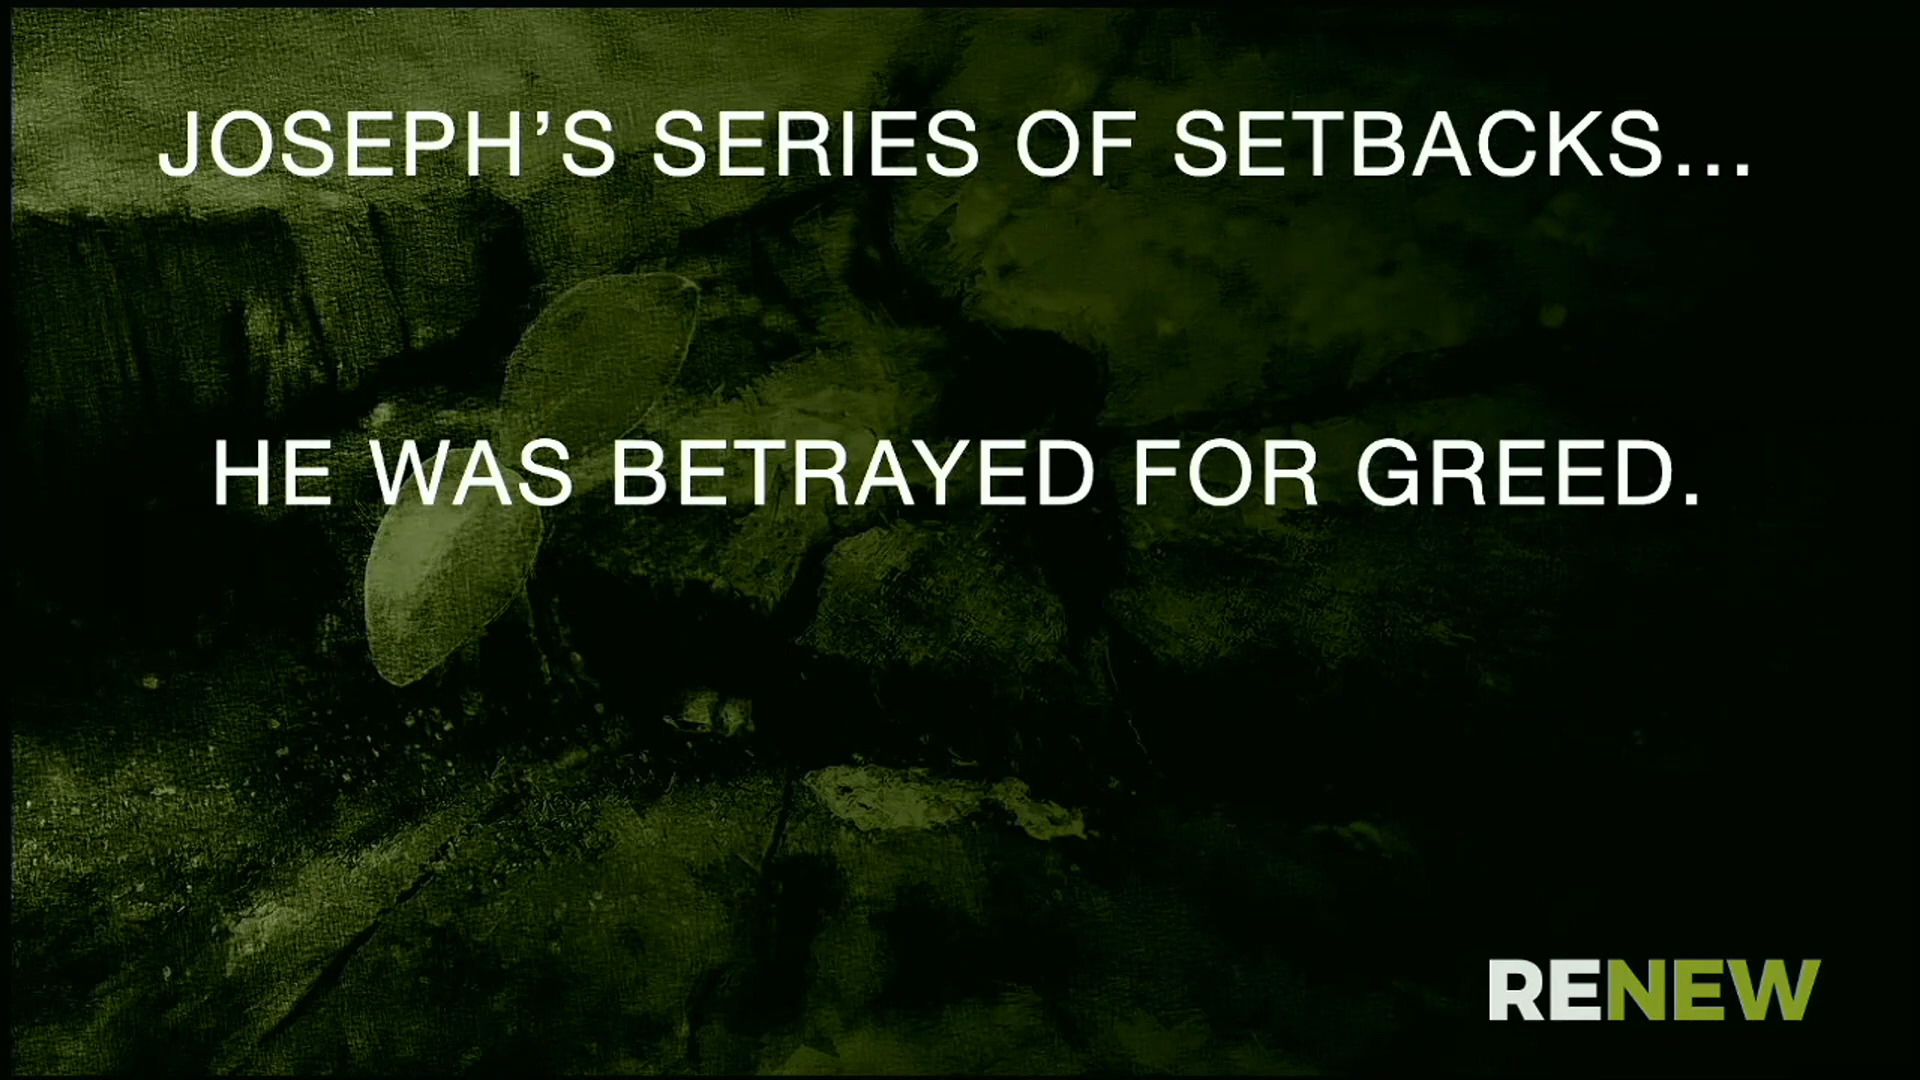 JOSEPH’S SERIES OF SETBACKS…
HE WAS BETRAYED FOR GREED.
RENEW